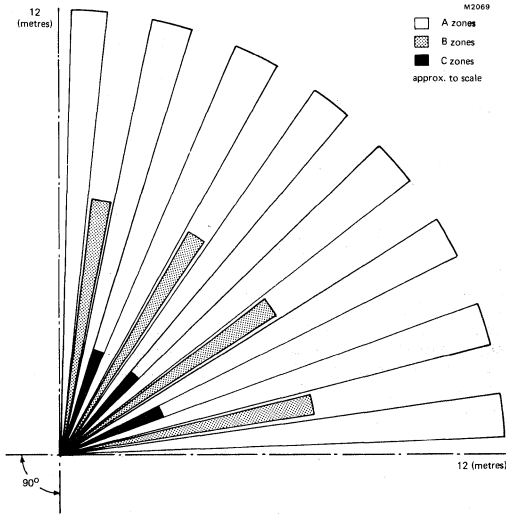 M2069
12
(metres)
A zones
B zones
C zones
approx. to scale
12 (metres)
90°